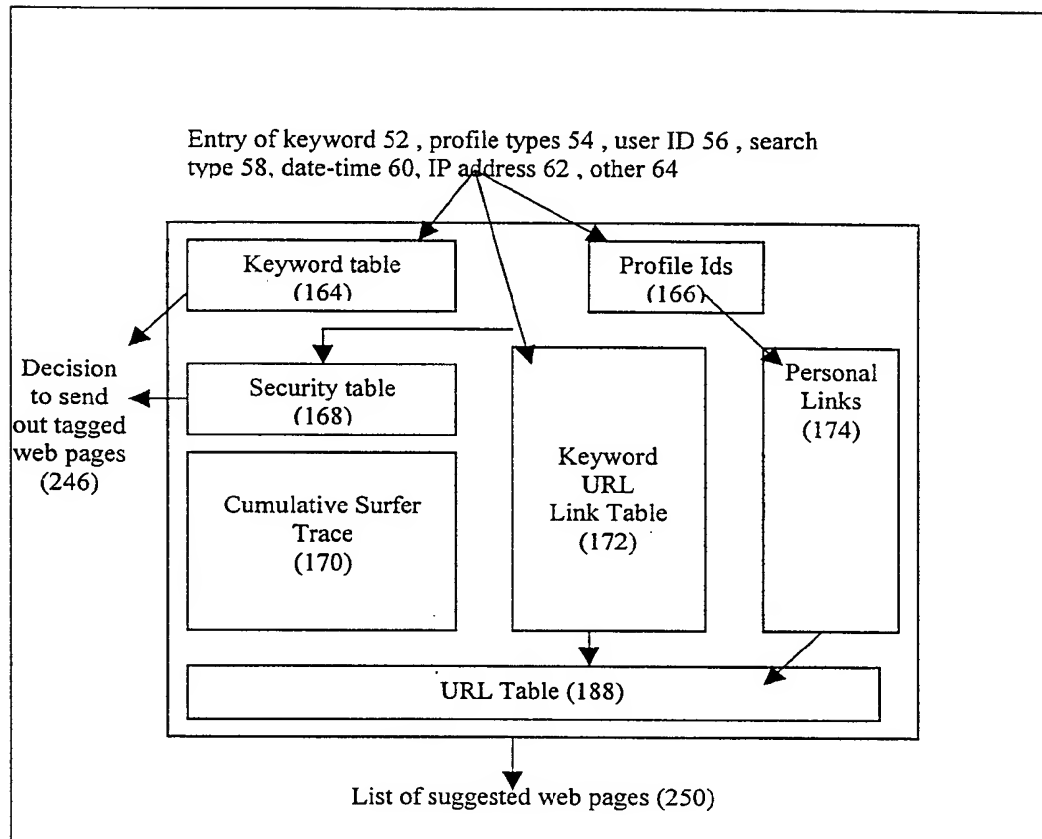 Entry of keyword 52 , profile types 54 , user ID 56 , search
type 58, date-time 60, IP address 62 , other 64
Keyword table
(164)
Profile Ids
(166)
Decision
to send
out tagged
web pages
(246)
Security table
(168)
Cumulative Surfer
Trace
(170)
Keyword
URL
Link Table
(172)
Personal
Links
(174)
URL Table (188)
List of suggested web pages (250)